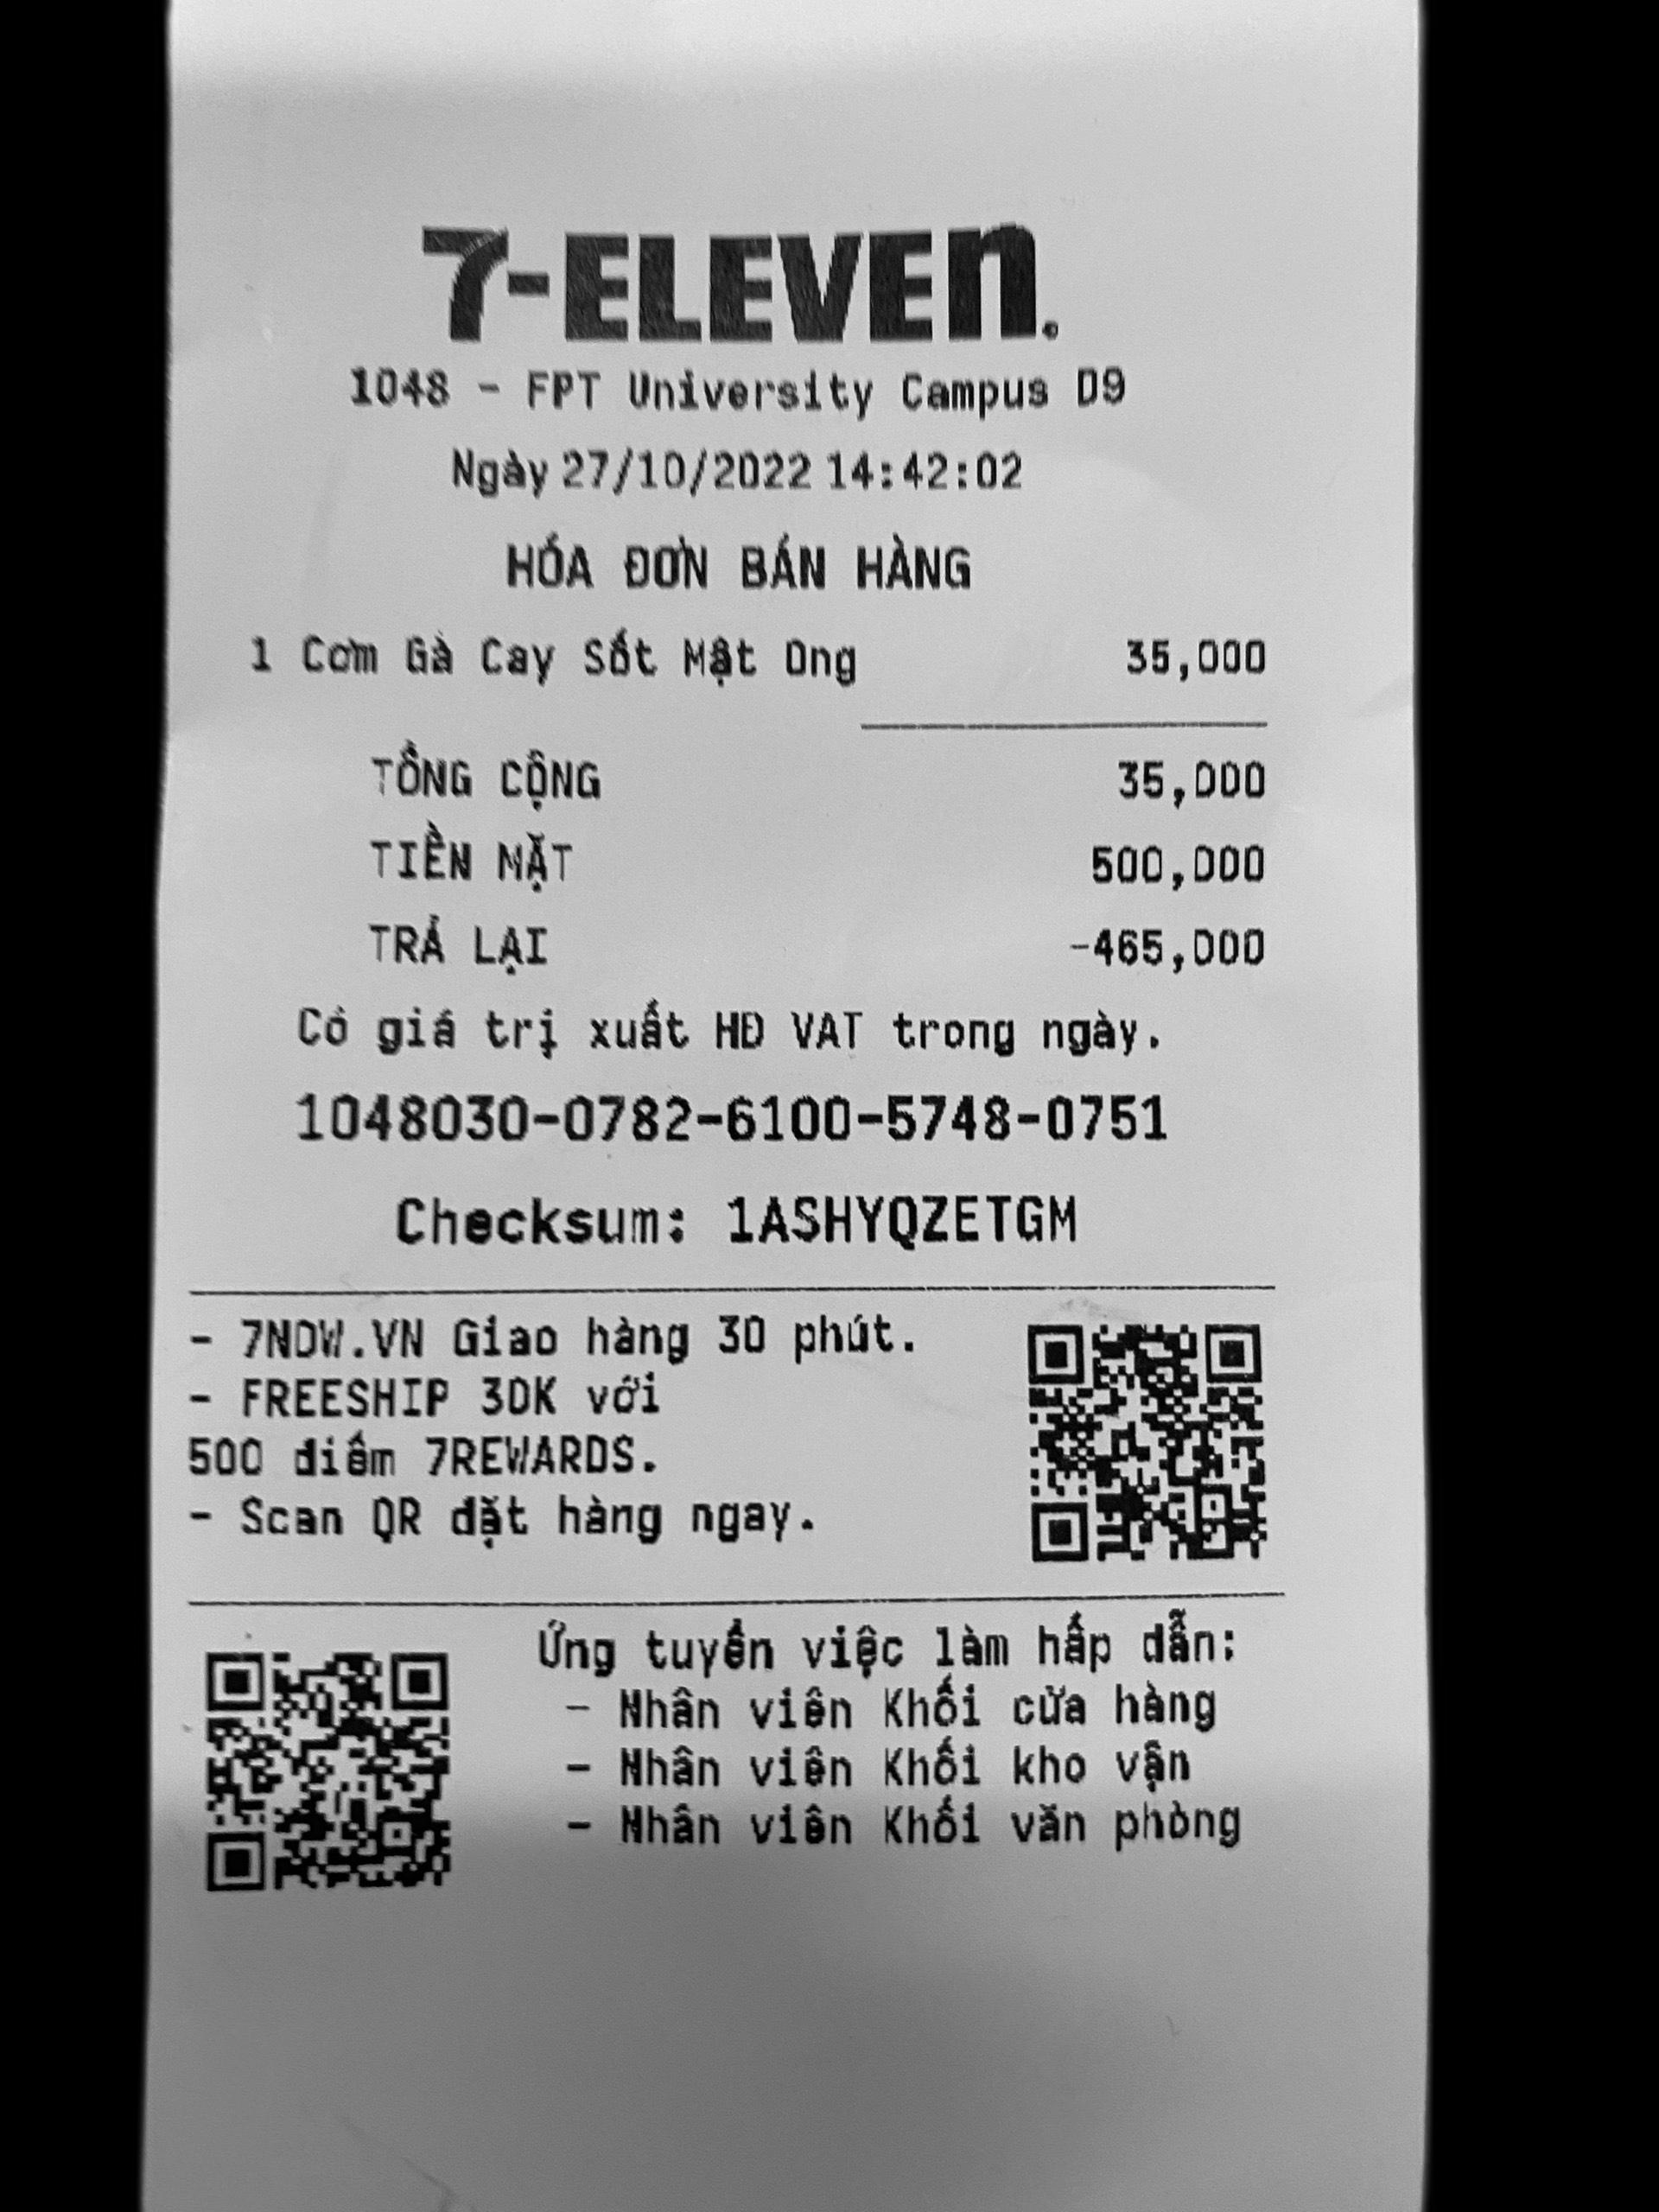 7-ELEVEn.
1048 - FPT University Campus D9
Ngày 27/10/2022 14:42:02
HÓA ĐƠN BÁN HÀNG
1 Cơm Gà Cay Sốt Mật Ong 35,000
TỔNG CỘNG 35,000
TIỀN MẶT 500,000
TRẢ LẠI -465,000
Có giá trị xuất HĐ VAT trong ngày.
1048030-0782-6100-5748-0751
Checksum: 1ASHYQZETGM
- 7NOW.VN Giao hàng 30 phút.
- FREESHIP 30K với
500 điểm 7REWARDS.
- Scan QR đặt hàng ngay.
Ứng tuyển việc làm hấp dẫn:
- Nhân viên Khối cửa hàng
- Nhân viên Khối kho vận
- Nhân viên Khối văn phòng